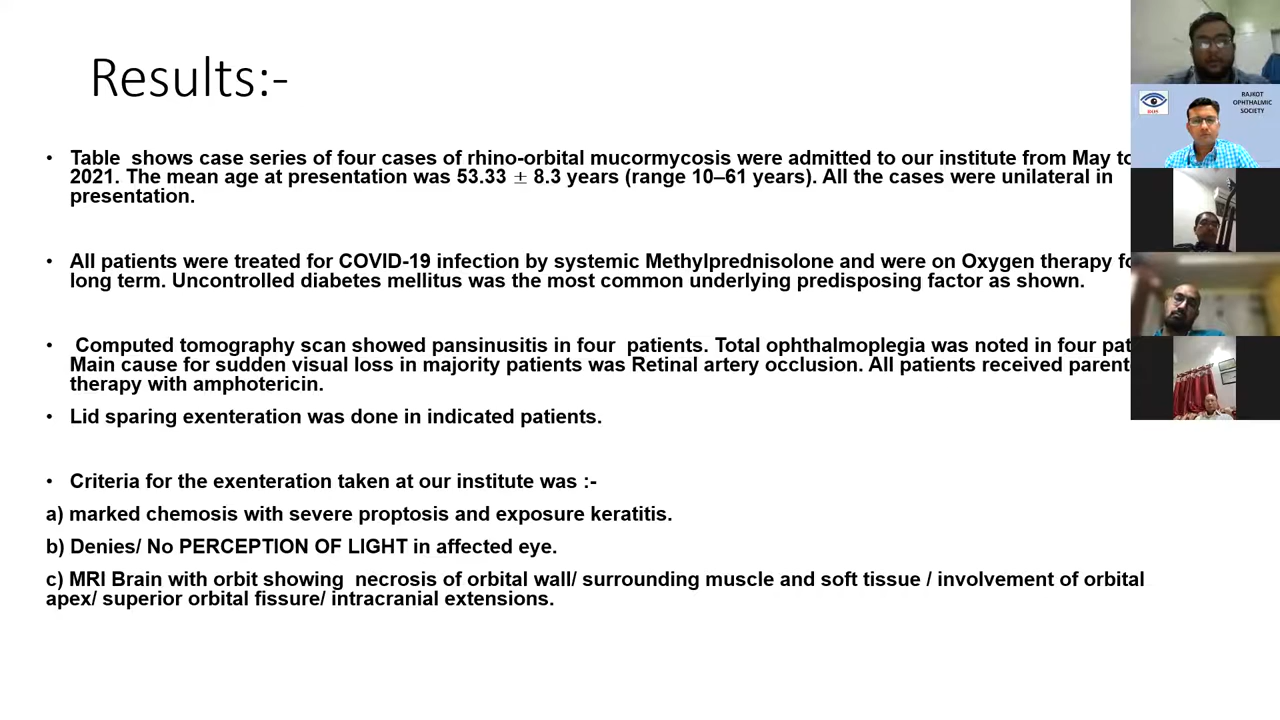 Results:-
• Table shows case series of four cases of rhino-orbital mucormycosis were admitted to our institute from May to
2021. The mean age at presentation was 53.33 ± 8.3 years (range 10–61 years). All the cases were unilateral in
presentation.
• All patients were treated for COVID-19 infection by systemic Methylprednisolone and were on Oxygen therapy
long term. Uncontrolled diabetes mellitus was the most common underlying predisposing factor as shown.
• Computed tomography scan showed pansinusitis in four patients. Total ophthalmoplegia was noted in four
Main cause for sudden visual loss in majority patients was Retinal artery occlusion. All patients received
therapy with amphotericin.
• Lid sparing exenteration was done in indicated patients.
• Criteria for the exenteration taken at our institute was :-
a) marked chemosis with severe proptosis and exposure keratitis.
b) Denies/ No PERCEPTION OF LIGHT in affected eye.
c) MRI Brain with orbit showing necrosis of orbital wall/ surrounding muscle and soft tissue / involvement of orbital
apex/ superior orbital fissure/ intracranial extensions.
RAJKOT
OPHTHALMIC
SOCIETY